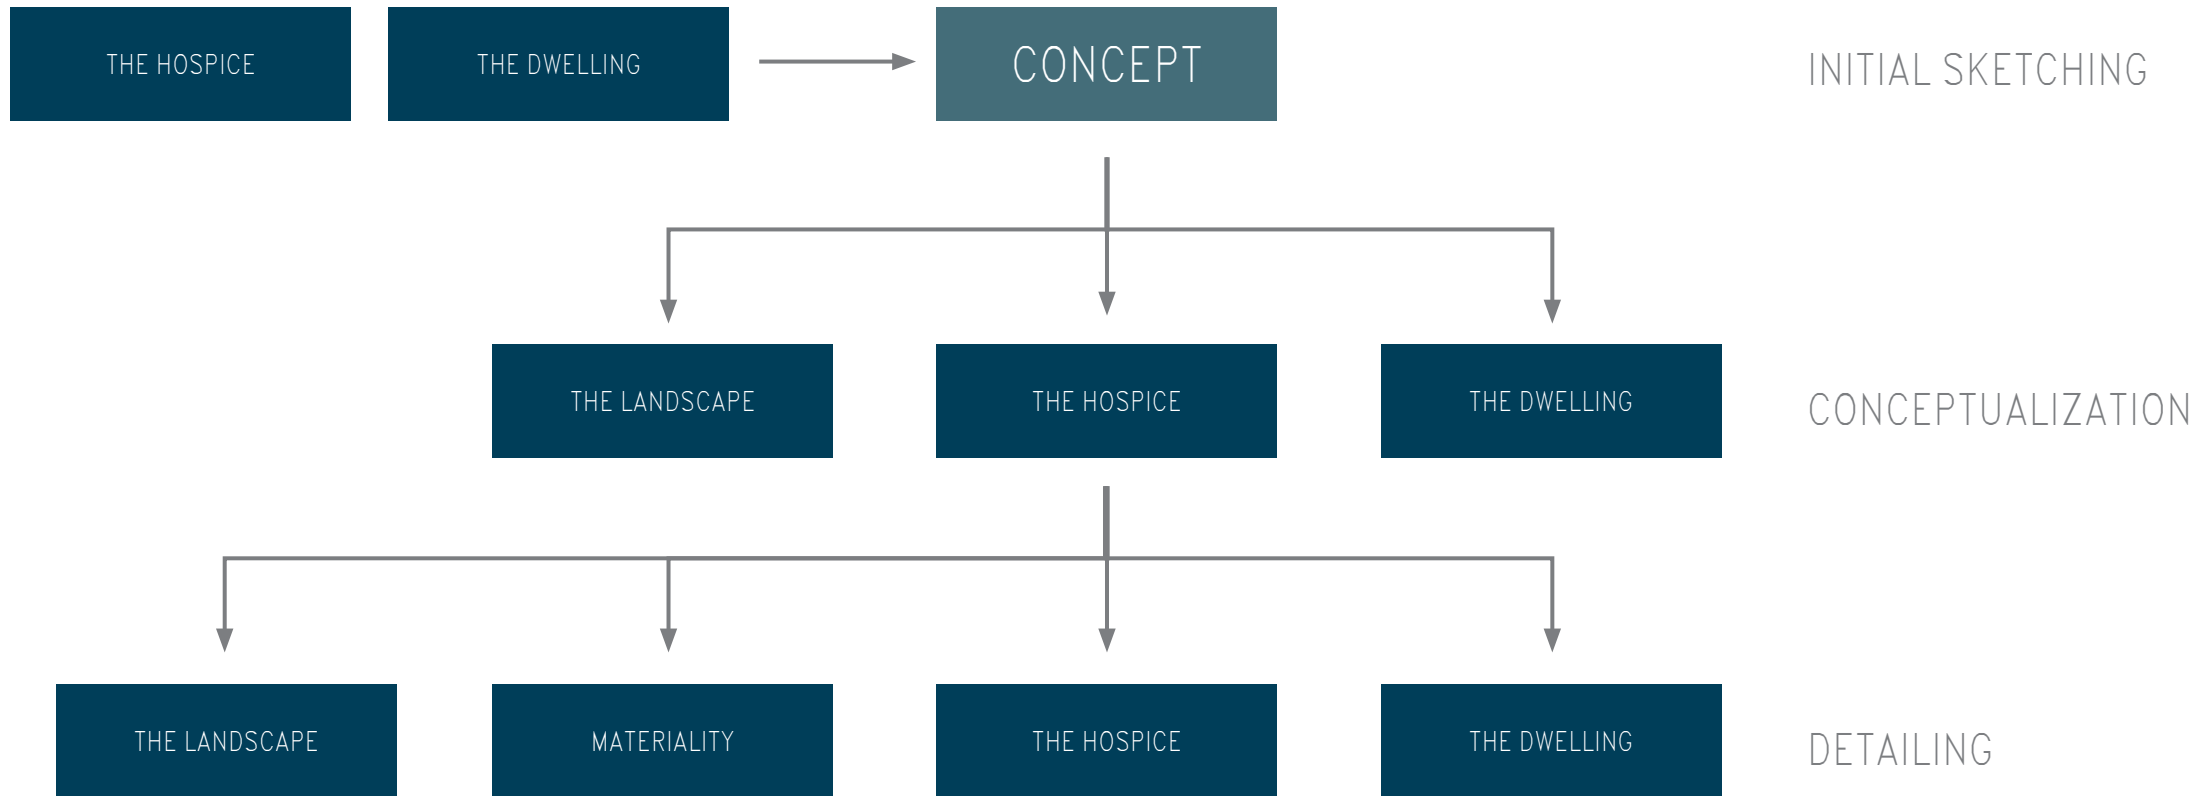 THE HOSPICE
THE DWELLING
CONCEPT
INITIAL SKETCHING
THE LANDSCAPE
THE HOSPICE
THE DWELLING
CONCEPTUALIZATION
THE LANDSCAPE
MATERIALITY
THE HOSPICE
THE DWELLING
DETAILING